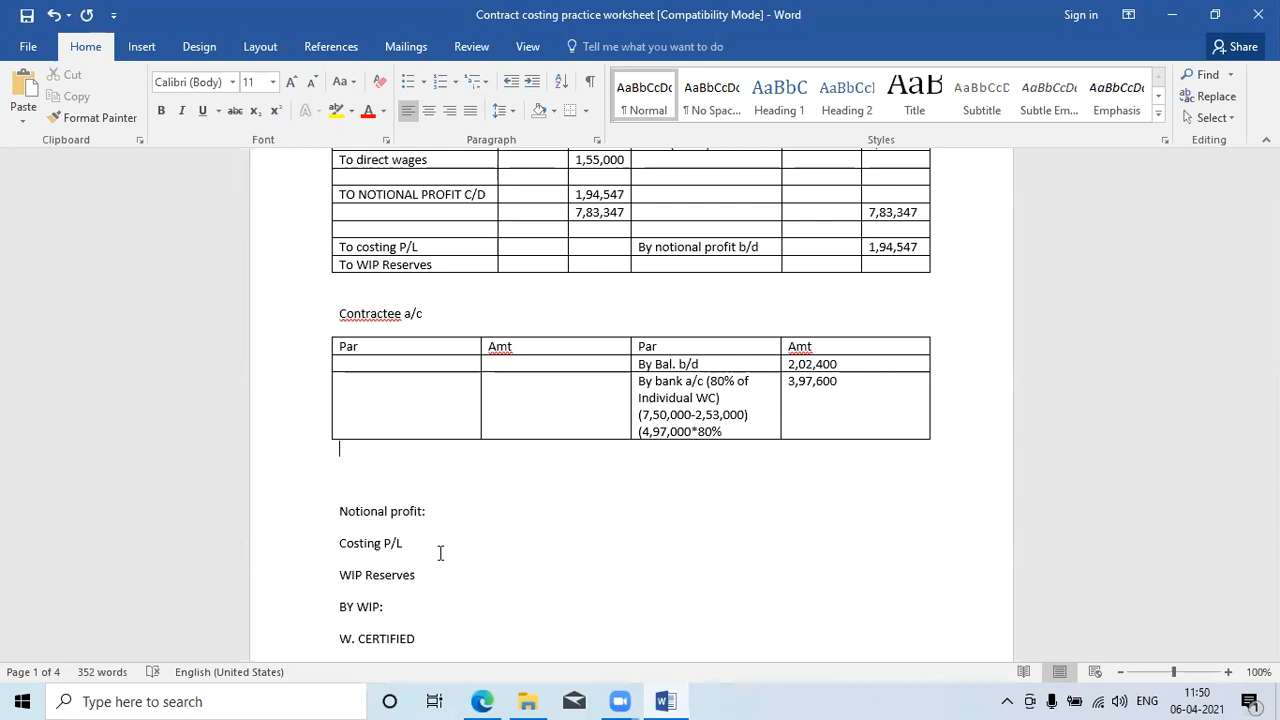 Contract costing practice worksheet [Compatibility Mode] - Word
Sign in
File Home Insert Design Layout References Mailings Review View Tell me what you want to do Share
Paste
Cut
Copy
Format Painter
Clipboard
Calibri (Body) 11
Font
Paragraph
AaBbCcDc AaBbCcDc AaBbC AaBbCcl AaB AaBbCcD AaBbCcDc AaBbCcDc
¶ Normal ¶ No Spac... Heading 1 Heading 2 Title Subtitle Subtle Em... Emphasis
Styles
Find
Replace
Select
Editing
To direct wages 1,55,000
TO NOTIONAL PROFIT C/D 1,94,547
7,83,347 7,83,347
To costing P/L By notional profit b/d 1,94,547
To WIP Reserves
Contractee a/c
Par Amt Par Amt
By Bal. b/d 2,02,400
By bank a/c (80% of 3,97,600
Individual WC)
(7,50,000-2,53,000)
(4,97,000*80%
Notional profit:
Costing P/L
WIP Reserves
BY WIP:
W. CERTIFIED
Page 1 of 4 352 words English (United States) 100%
Type here to search
ENG
11:50
06-04-2021